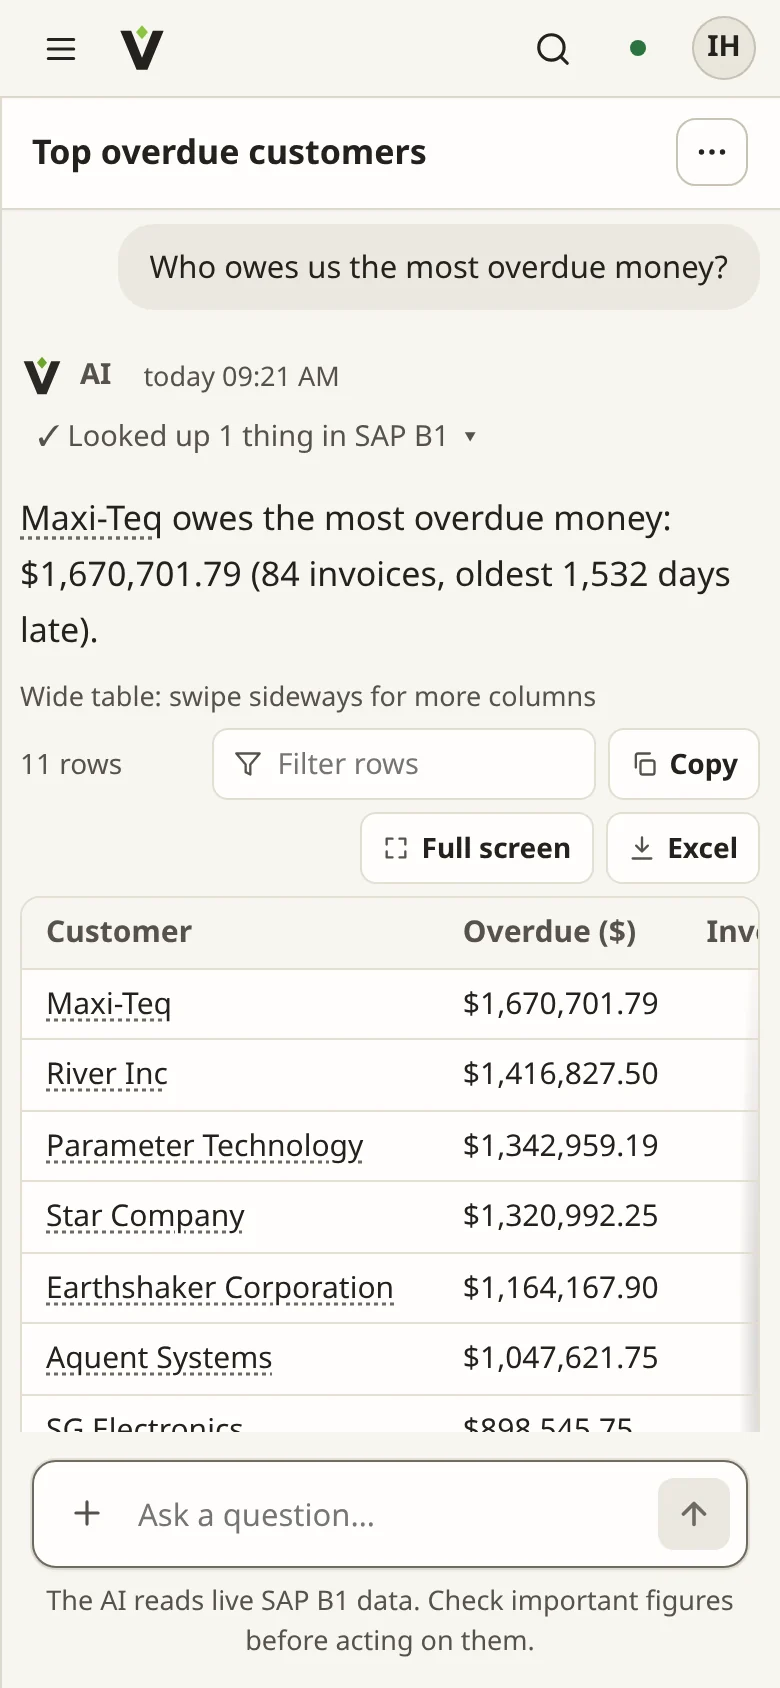 IH
Top overdue customers
Who owes us the most overdue money?
AI today 09:21 AM
✓ Looked up 1 thing in SAP B1 ▼
Maxi-Teq owes the most overdue money:
$1,670,701.79 (84 invoices, oldest 1,532 days
late).
Wide table: swipe sideways for more columns
11 rows Filter rows Copy
Full screen Excel
Customer Overdue ($)
Maxi-Teq $1,670,701.79
River Inc $1,416,827.50
Parameter Technology $1,342,959.19
Star Company $1,320,992.25
Earthshaker Corporation $1,164,167.90
Aquent Systems $1,047,621.75
SG Electronics $898,545.75
Ask a question...
The AI reads live SAP B1 data. Check important figures
before acting on them.